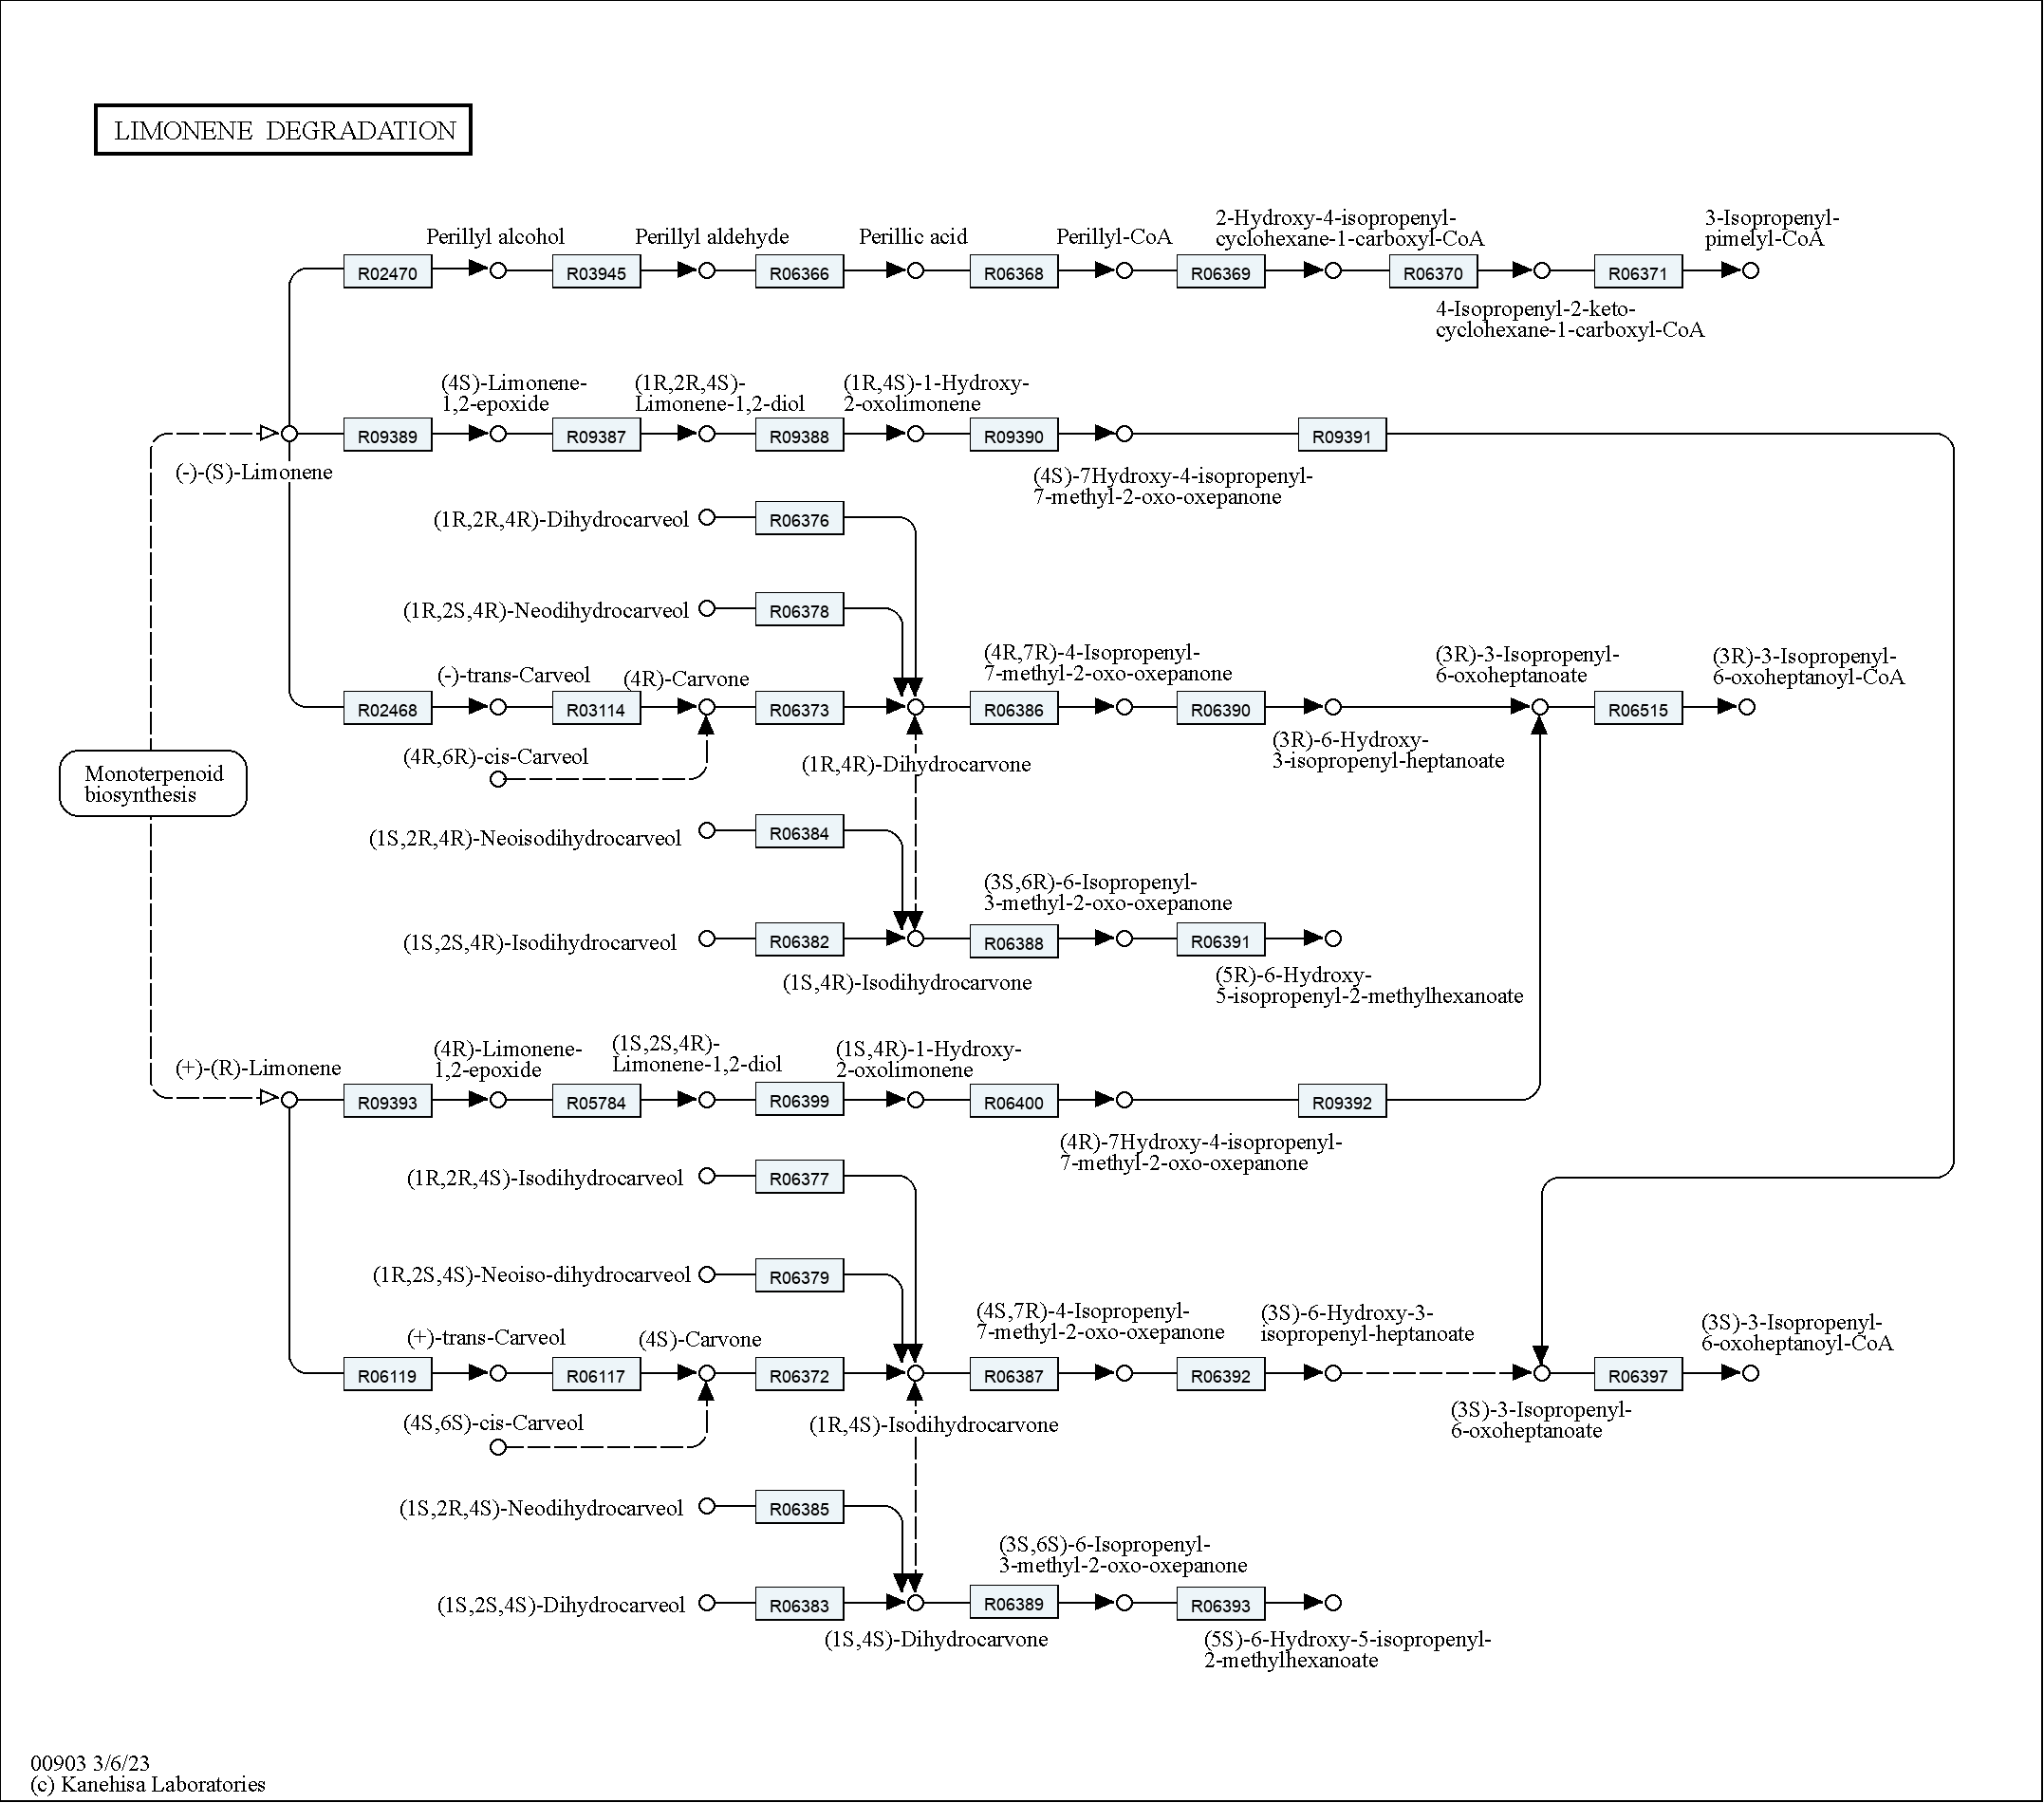 LIMONENE DEGRADATION
2-Hydroxy-4-isopropenyl-
cyclohexane-1-carboxyl-CoA
3-Isopropenyl-
pimelyl-CoA
Perillyl alcohol
Perillyl aldehyde
Perillic acid
Perillyl-CoA
R02470
R03945
R06366
R06368
R06369
R06370
R06371
4-Isopropenyl-2-keto-
cyclohexane-1-carboxyl-CoA
(4S)-Limonene-
1,2-epoxide
(1R,2R,4S)-
Limonene-1,2-diol
(1R,4S)-1-Hydroxy-
2-oxolimonene
R09389
R09387
R09388
R09390
R09391
(-)-(S)-Limonene
(4S)-7Hydroxy-4-isopropenyl-
7-methyl-2-oxo-oxepanone
(1R,2R,4R)-Dihydrocarveol
R06376
(1R,2S,4R)-Neodihydrocarveol
R06378
(-)-trans-Carveol
(4R)-Carvone
(4R,7R)-4-Isopropenyl-
7-methyl-2-oxo-oxepanone
(3R)-3-Isopropenyl-
6-oxoheptanoate
(3R)-3-Isopropenyl-
6-oxoheptanoyl-CoA
R02468
R03114
R06373
R06386
R06390
R06515
(4R,6R)-cis-Carveol
(1R,4R)-Dihydrocarvone
(3R)-6-Hydroxy-
3-isopropenyl-heptanoate
Monoterpenoid
biosynthesis
(1S,2R,4R)-Neoisodihydrocarveol
R06384
(3S,6R)-6-Isopropenyl-
3-methyl-2-oxo-oxepanone
(1S,2S,4R)-Isodihydrocarveol
R06382
R06388
R06391
(1S,4R)-Isodihydrocarvone
(5R)-6-Hydroxy-
5-isopropenyl-2-methylhexanoate
(+)-(R)-Limonene
(4R)-Limonene-
1,2-epoxide
(1S,2S,4R)-
Limonene-1,2-diol
(1S,4R)-1-Hydroxy-
2-oxolimonene
R09393
R05784
R06399
R06400
R09392
(4R)-7Hydroxy-4-isopropenyl-
7-methyl-2-oxo-oxepanone
(1R,2R,4S)-Isodihydrocarveol
R06377
(1R,2S,4S)-Neoiso-dihydrocarveol
R06379
(+)-trans-Carveol
(4S)-Carvone
(4S,7R)-4-Isopropenyl-
7-methyl-2-oxo-oxepanone
(3S)-6-Hydroxy-3-
isopropenyl-heptanoate
(3S)-3-Isopropenyl-
6-oxoheptanoyl-CoA
R06119
R06117
R06372
R06387
R06392
R06397
(4S,6S)-cis-Carveol
(1R,4S)-Isodihydrocarvone
(3S)-3-Isopropenyl-
6-oxoheptanoate
(1S,2R,4S)-Neodihydrocarveol
R06385
(3S,6S)-6-Isopropenyl-
3-methyl-2-oxo-oxepanone
(1S,2S,4S)-Dihydrocarveol
R06383
R06389
R06393
(1S,4S)-Dihydrocarvone
(5S)-6-Hydroxy-5-isopropenyl-
2-methylhexanoate
00903 3/6/23
(c) Kanehisa Laboratories